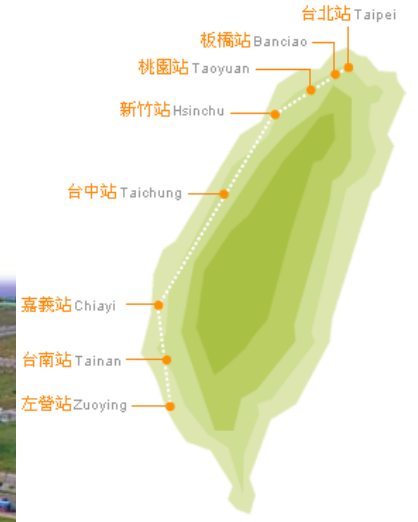 台北站 Taipei
板橋站 Banciao
桃園站 Taoyuan
新竹站 Hsinchu
台中站 Taichung
嘉義站 Chiayi
台南站 Tainan
左營站 Zuoying